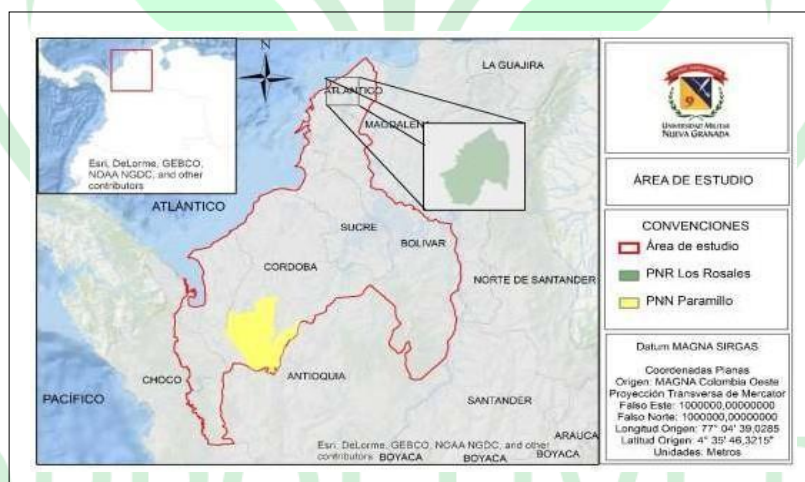 N
LA GUAJIRA
ATLÁNTICO
MAGDALENA
Esri, DeLorme, GEBCO,
NOAA NGDC, and other
contributors
ATLÁNTICO
SUCRE
BOLIVAR
CORDOBA
NORTE DE SANTANDER
CHOCO
ANTIOQUIA
PACÍFICO
SANTANDER
ARAUCA
Esri, DeLorme, GEBCO, NOAA NGDC, and other
contributors
BOYACA
BOYACA
BOYACA
UNIVERSIDAD MILITAR
NUEVA GRANADA
ÁREA DE ESTUDIO
CONVENCIONES
Área de estudio
PNR Los Rosales
PNN Paramillo
Datum MAGNA SIRGAS
Coordenadas Planas
Origen: MAGNA Colombia Oeste
Proyección Transversa de Mercator
Falso Este: 1000000,00000000
Falso Norte: 1000000,00000000
Longitud Origen: 77° 04' 39,0285
Latitud Origen: 4° 35' 46,3215"
Unidades: Metros